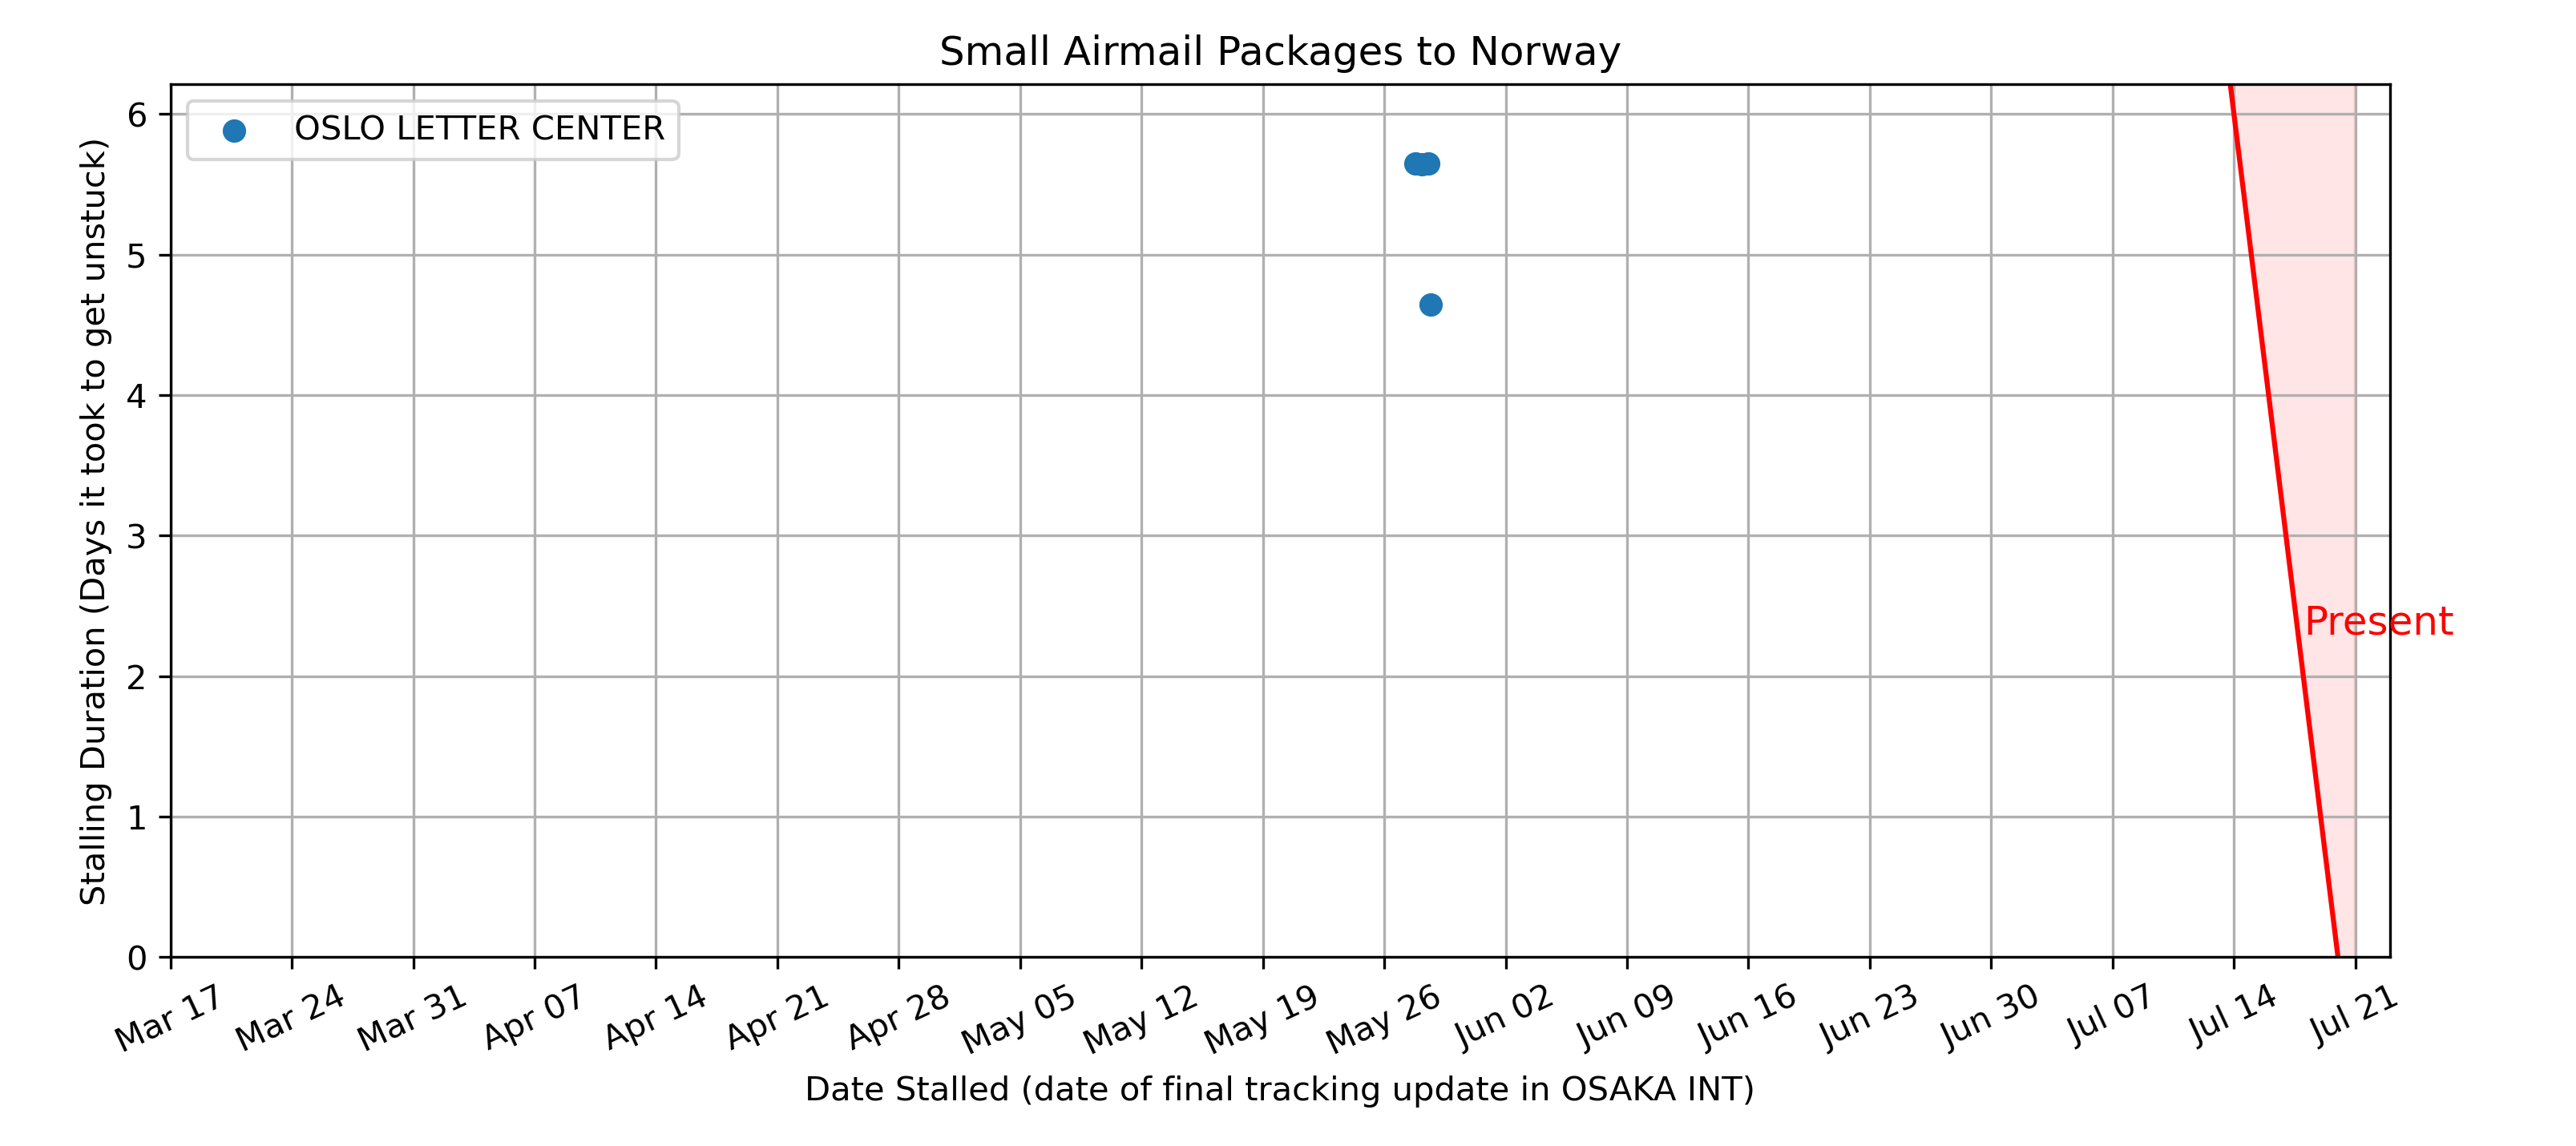 Small Airmail Packages to Norway
OSLO LETTER CENTER
Stalling Duration (Days it took to get unstuck)
6
5
4
3
2
1
0
Present
Mar 17
Mar 24
Mar 31
Apr 07
Apr 14
Apr 21
Apr 28
May 05
May 12
May 19
May 26
Jun 02
Jun 09
Jun 16
Jun 23
Jun 30
Jul 07
Jul 14
Jul 21
Date Stalled (date of final tracking update in OSAKA INT)